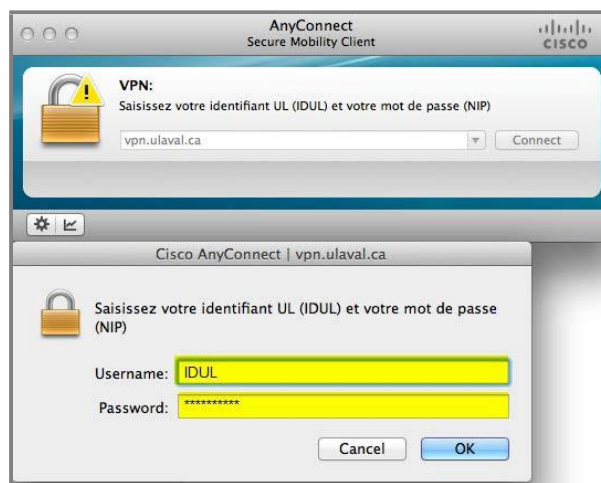 AnyConnect
Secure Mobility Client
CISCO
VPN:
Saisissez votre identifiant UL (IDUL) et votre mot de passe (NIP)
vpn.ulaval.ca
Connect
Cisco AnyConnect | vpn.ulaval.ca
Saisissez votre identifiant UL (IDUL) et votre mot de passe
(NIP)
Username: IDUL
Password: **********
Cancel
OK